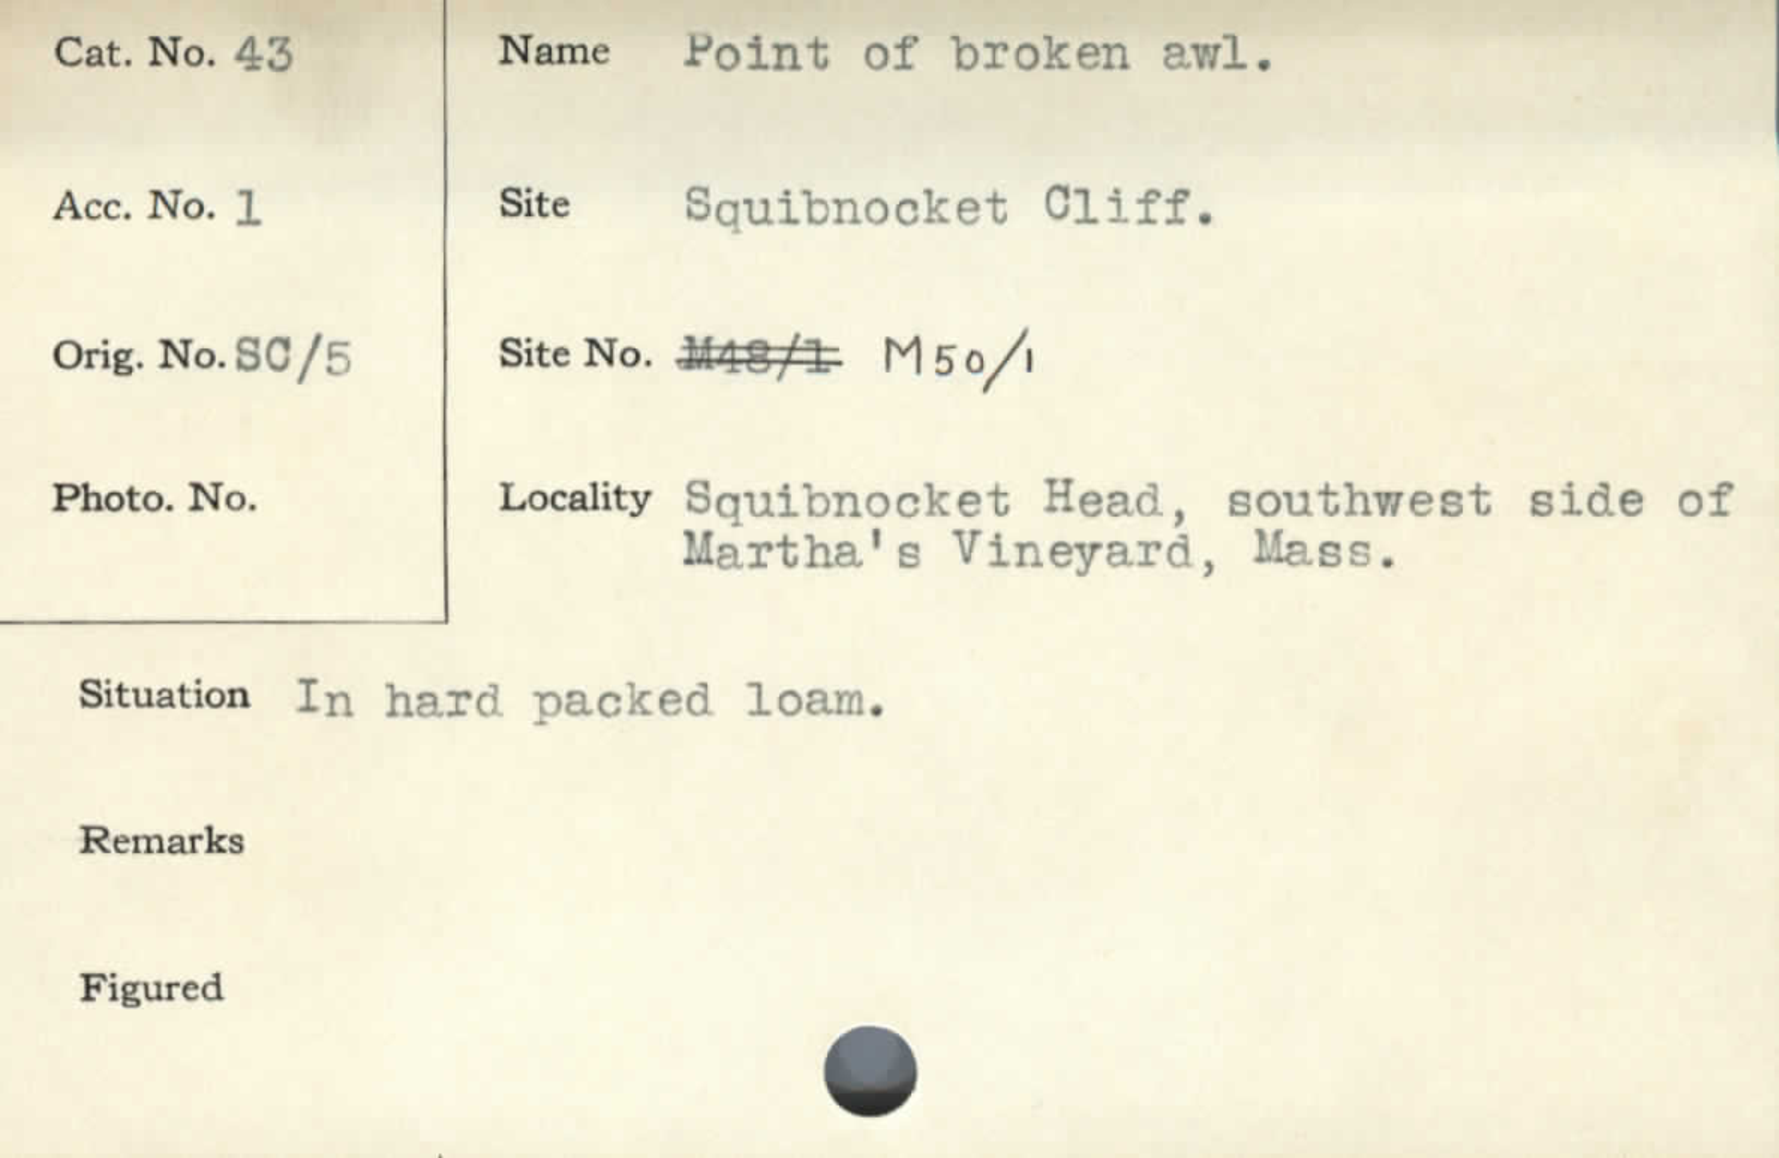 Cat. No. 43
Name Point of broken awl.
Acc. No. 1
Site Squibnocket Cliff.
Orig. No. SC/5
Site No. M48/1 M50/1
Photo. No.
Locality Squibnocket Head, southwest side of
Martha's Vineyard, Mass.
Situation In hard packed loam.
Remarks
Figured